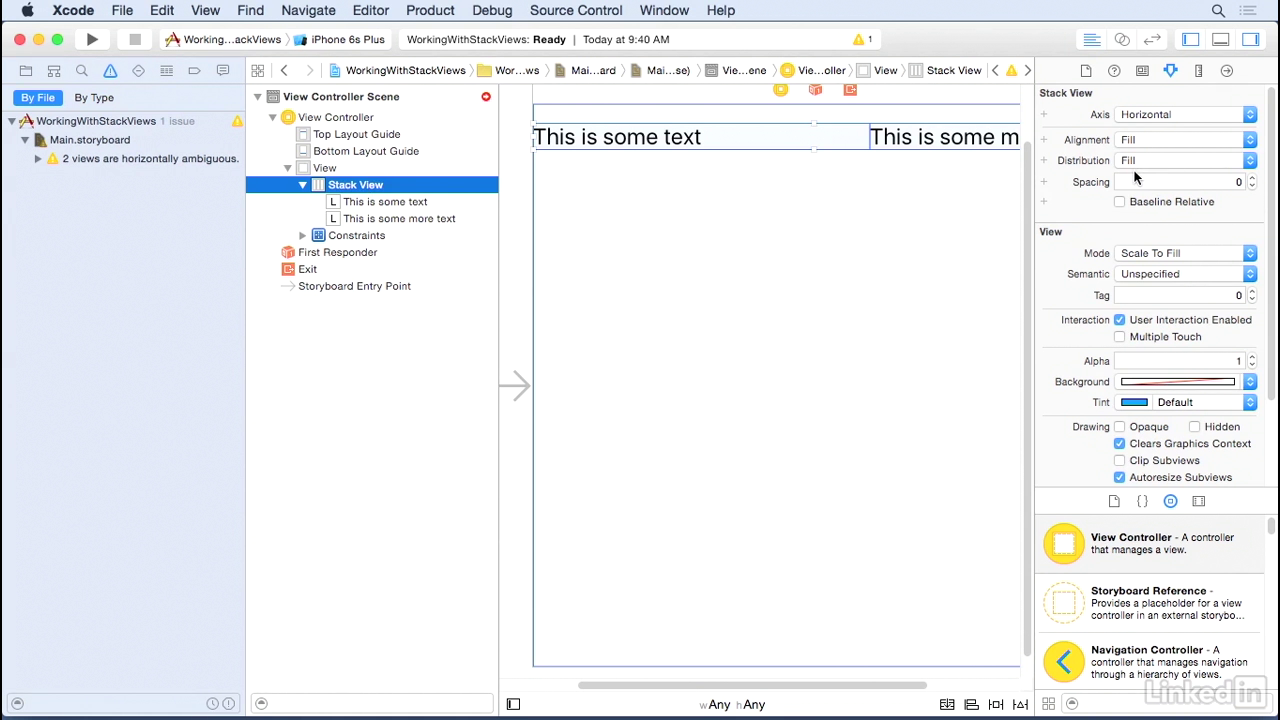 Xcode File Edit View Find Navigate Editor Product Debug Source Control Window Help
Working...ackViews iPhone 6s Plus WorkingWithStackViews: Ready Today at 9:40 AM 1
WorkingWithStackViews Wor...ws Mai...ard Mai...se) Vie...ene Vie...oller View Stack View
By File By Type
WorkingWithStackViews 1 issue
Main.storyboard
2 views are horizontally ambiguous.
View Controller Scene
View Controller
Top Layout Guide
Bottom Layout Guide
View
Stack View
L This is some text
L This is some more text
Constraints
First Responder
Exit
Storyboard Entry Point
This is some text This is some m
wAny hAny
Stack View
Axis Horizontal
Alignment Fill
Distribution Fill
Spacing 0
Baseline Relative
View
Mode Scale To Fill
Semantic Unspecified
Tag 0
Interaction User Interaction Enabled
Multiple Touch
Alpha 1
Background
Tint Default
Drawing Opaque Hidden
Clears Graphics Context
Clip Subviews
Autoresize Subviews
View Controller - A controller
that manages a view.
Storyboard Reference -
Provides a placeholder for a view
controller in an external storybo...
Navigation Controller - A
controller that manages navigation
through a hierarchy of views.
Linked in